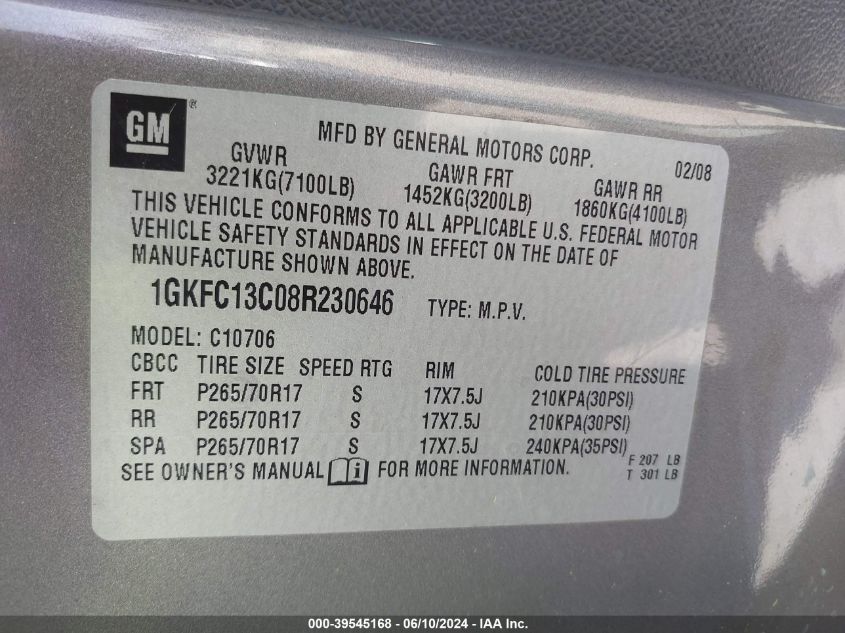 GM ®
MFD BY GENERAL MOTORS CORP.
02/08
GVWR GAWR FRT GAWR RR
3221KG(7100LB) 1452KG(3200LB) 1860KG(4100LB)
THIS VEHICLE CONFORMS TO ALL APPLICABLE U.S. FEDERAL MOTOR
VEHICLE SAFETY STANDARDS IN EFFECT ON THE DATE OF
MANUFACTURE SHOWN ABOVE.
1GKFC13C08R230646 TYPE: M.P.V.
MODEL: C10706
CBCC TIRE SIZE SPEED RTG RIM COLD TIRE PRESSURE
FRT P265/70R17 S 17X7.5J 210KPA(30PSI)
RR P265/70R17 S 17X7.5J 210KPA(30PSI)
SPA P265/70R17 S 17X7.5J 240KPA(35PSI)
SEE OWNER'S MANUAL i FOR MORE INFORMATION.
F 207 LB
T 301 LB
000-39545168 - 06/10/2024 - IAA Inc.